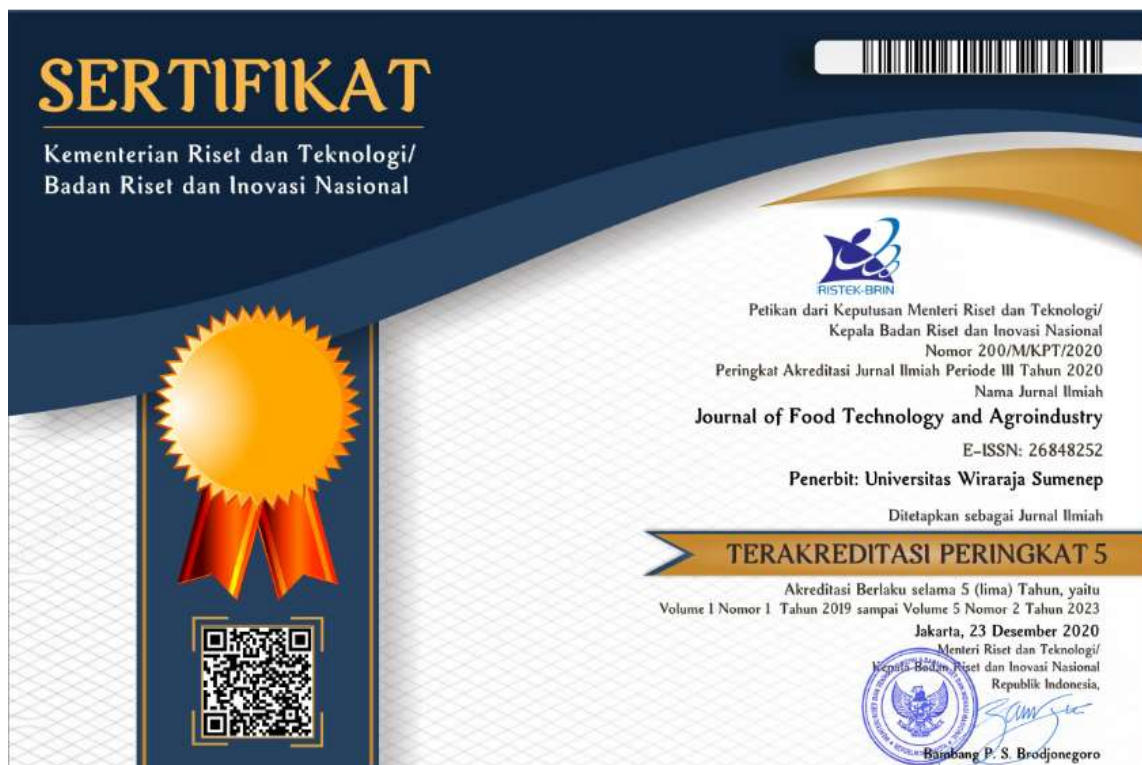 SERTIFIKAT
Kementerian Riset dan Teknologi/
Badan Riset dan Inovasi Nasional
RISTEK-BRIN
Petikan dari Keputusan Menteri Riset dan Teknologi/
Kepala Badan Riset dan Inovasi Nasional
Nomor 200/M/KPT/2020
Peringkat Akreditasi Jurnal Ilmiah Periode III Tahun 2020
Nama Jurnal Ilmiah
Journal of Food Technology and Agroindustry
E-ISSN: 26848252
Penerbit: Universitas Wiraraja Sumenep
Ditetapkan sebagai Jurnal Ilmiah
TERAKREDITASI PERINGKAT 5
Akreditasi Berlaku selama 5 (lima) Tahun, yaitu
Volume 1 Nomor 1 Tahun 2019 sampai Volume 5 Nomor 2 Tahun 2023
Jakarta, 23 Desember 2020
Menteri Riset dan Teknologi/
Kepala Badan Riset dan Inovasi Nasional
Republik Indonesia,
Bambang P. S. Brodjonegoro